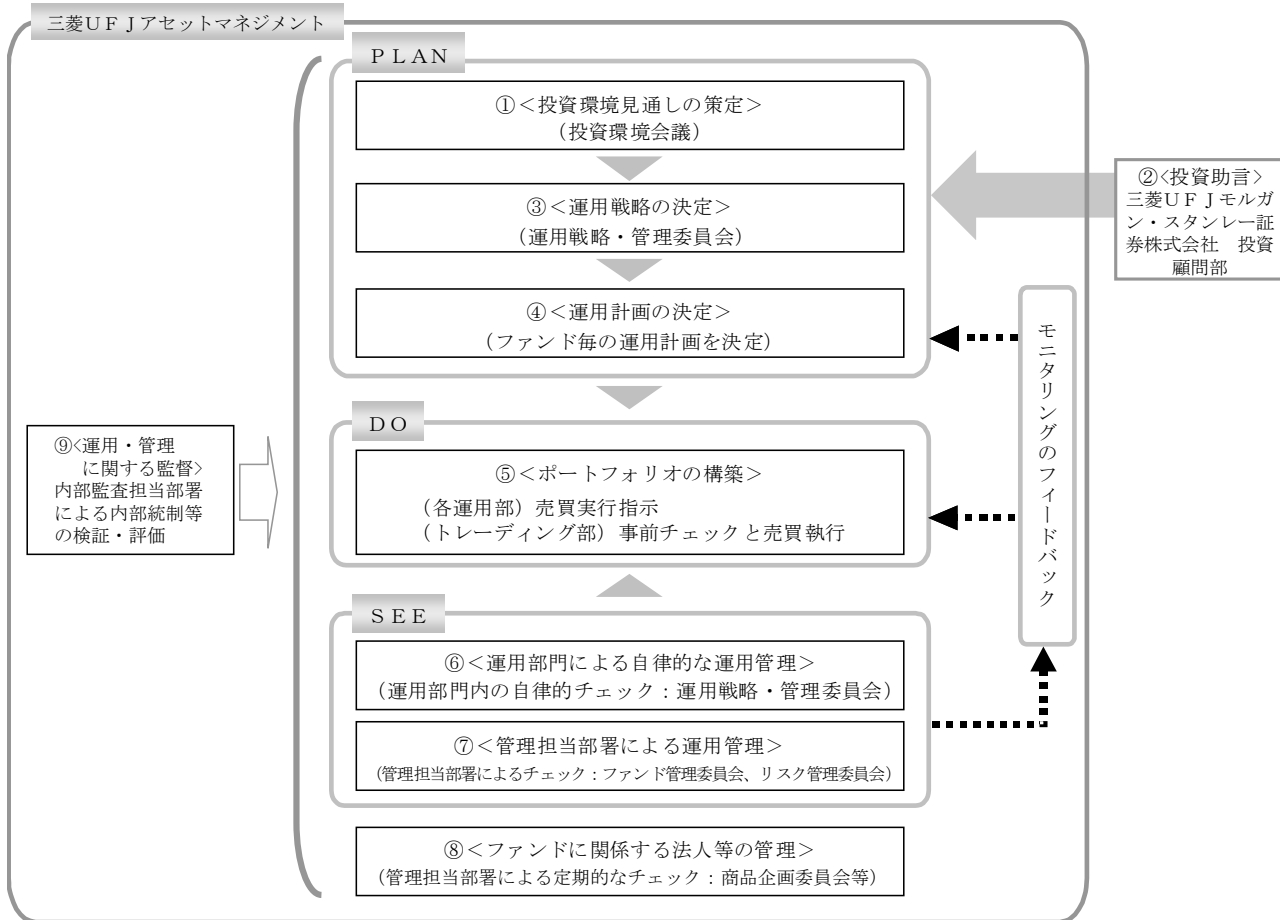 三菱ＵＦＪアセットマネジメント
ＰＬＡＮ
①＜投資環境見通しの策定＞
（投資環境会議）
③＜運用戦略の決定＞
（運用戦略・管理委員会）
④＜運用計画の決定＞
（ファンド毎の運用計画を決定）
②<投資助言>
三菱ＵＦＪモルガ
ン・スタンレー証
券株式会社　投資
顧問部
モニタリングのフィードバック
ＤＯ
⑤＜ポートフォリオの構築＞
（各運用部）売買実行指示
（トレーディング部）事前チェックと売買執行
⑨<運用・管理
に関する監督>
内部監査担当部署
による内部統制等
の検証・評価
ＳＥＥ
⑥＜運用部門による自律的な運用管理＞
（運用部門内の自律的チェック：運用戦略・管理委員会）
⑦＜管理担当部署による運用管理＞
（管理担当部署によるチェック：ファンド管理委員会、リスク管理委員会）
⑧＜ファンドに関係する法人等の管理＞
（管理担当部署による定期的なチェック：商品企画委員会等）